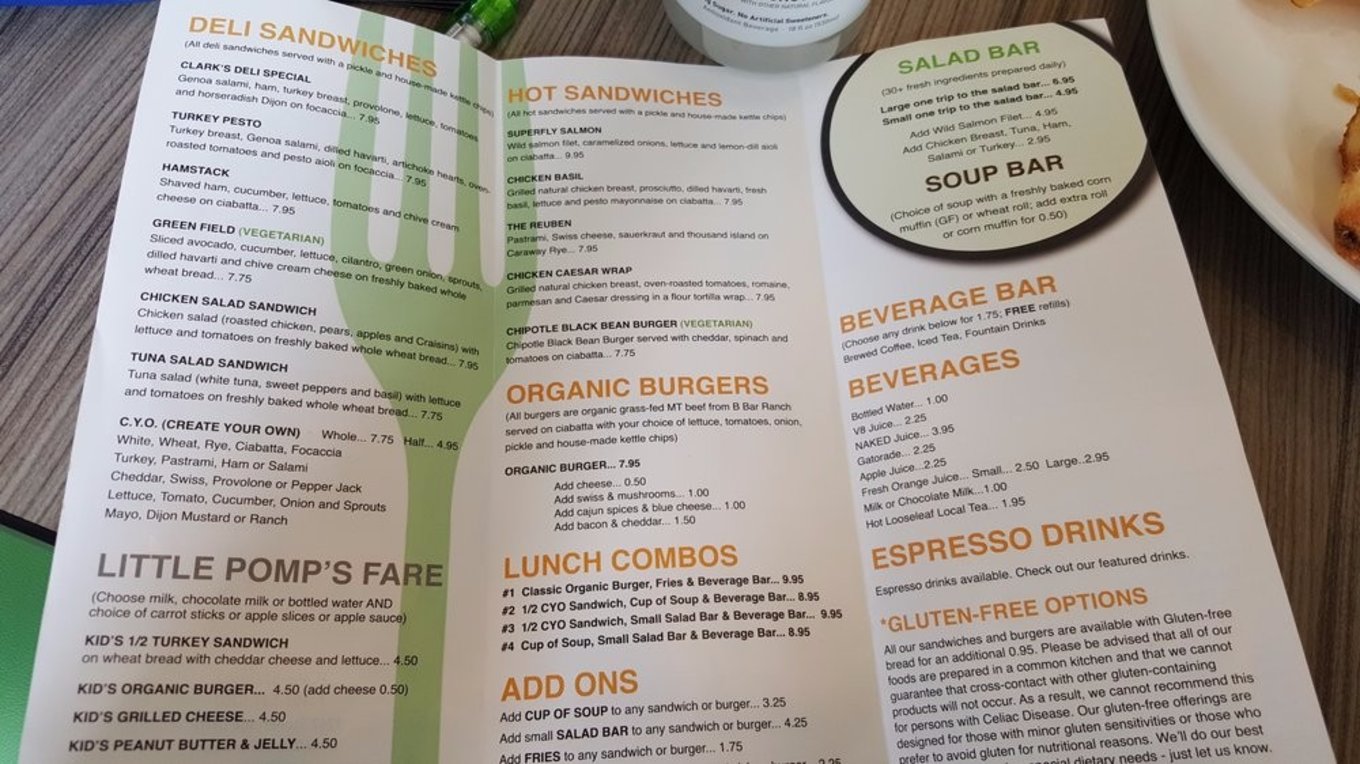 DELI SANDWICHES
(All deli sandwiches served with a pickle and house-made kettle chips)
CLARK'S DELI SPECIAL
Genoa salami, ham, turkey breast, provolone, lettuce, tomatoes
and horseradish Dijon on focaccia... 7.95
TURKEY PESTO
Turkey breast, Genoa salami, dilled havarti, artichoke hearts, oven-
roasted tomatoes and pesto aioli on focaccia... 7.95
HAMSTACK
Shaved ham, cucumber, lettuce, tomatoes and chive cream
cheese on ciabatta... 7.95
GREEN FIELD (VEGETARIAN)
Sliced avocado, cucumber, lettuce, cilantro, green onion, sprouts,
dilled havarti and chive cream cheese on freshly baked whole
wheat bread... 7.75
CHICKEN SALAD SANDWICH
Chicken salad (roasted chicken, pears, apples and Craisins) with
lettuce and tomatoes on freshly baked whole wheat bread... 7.95
TUNA SALAD SANDWICH
Tuna salad (white tuna, sweet peppers and basil) with lettuce
and tomatoes on freshly baked whole wheat bread... 7.75
C.Y.O. (CREATE YOUR OWN) Whole... 7.75 Half... 4.95
White, Wheat, Rye, Ciabatta, Focaccia
Turkey, Pastrami, Ham or Salami
Cheddar, Swiss, Provolone or Pepper Jack
Lettuce, Tomato, Cucumber, Onion and Sprouts
Mayo, Dijon Mustard or Ranch
LITTLE POMP'S FARE
(Choose milk, chocolate milk or bottled water AND
choice of carrot sticks or apple slices or apple sauce)
KID'S 1/2 TURKEY SANDWICH
on wheat bread with cheddar cheese and lettuce... 4.50
KID'S ORGANIC BURGER... 4.50 (add cheese 0.50)
KID'S GRILLED CHEESE... 4.50
KID'S PEANUT BUTTER & JELLY... 4.50
HOT SANDWICHES
(All hot sandwiches served with a pickle and house-made kettle chips)
SUPERFLY SALMON
Wild salmon filet, caramelized onions, lettuce and lemon-dill aioli
on ciabatta... 9.95
CHICKEN BASIL
Grilled natural chicken breast, prosciutto, dilled havarti, fresh
basil, lettuce and pesto mayonnaise on ciabatta... 7.95
THE REUBEN
Pastrami, Swiss cheese, sauerkraut and thousand island on
Caraway Rye... 7.95
CHICKEN CAESAR WRAP
Grilled natural chicken breast, oven-roasted tomatoes, romaine,
parmesan and Caesar dressing in a flour tortilla wrap... 7.95
CHIPOTLE BLACK BEAN BURGER (VEGETARIAN)
Chipotle Black Bean Burger served with cheddar, spinach and
tomatoes on ciabatta... 7.75
ORGANIC BURGERS
(All burgers are organic grass-fed MT beef from B Bar Ranch
served on ciabatta with your choice of lettuce, tomatoes, onion,
pickle and house-made kettle chips)
ORGANIC BURGER... 7.95
Add cheese... 0.50
Add swiss & mushrooms... 1.00
Add cajun spices & blue cheese... 1.00
Add bacon & cheddar... 1.50
LUNCH COMBOS
#1 Classic Organic Burger, Fries & Beverage Bar... 9.95
#2 1/2 CYO Sandwich, Cup of Soup & Beverage Bar... 8.95
#3 1/2 CYO Sandwich, Small Salad Bar & Beverage Bar... 9.95
#4 Cup of Soup, Small Salad Bar & Beverage Bar... 8.95
ADD ONS
Add CUP OF SOUP to any sandwich or burger... 3.25
Add small SALAD BAR to any sandwich or burger... 4.25
Add FRIES to any sandwich or burger... 1.75
WITH OTHER NATURAL
Sugar, No Artificial Sweeteners.
Antioxidant Beverage · 18 fl oz
SALAD BAR
(30+ fresh ingredients prepared daily)
Large one trip to the salad bar... 6.95
Small one trip to the salad bar... 4.95
Add Wild Salmon Filet... 4.95
Add Chicken Breast, Tuna, Ham,
Salami or Turkey... 2.95
SOUP BAR
(Choice of soup with a freshly baked corn
muffin (GF) or wheat roll; add extra roll
or corn muffin for 0.50)
BEVERAGE BAR
(Choose any drink below for 1.75; FREE refills)
Brewed Coffee, Iced Tea, Fountain Drinks
BEVERAGES
Bottled Water... 1.00
V8 Juice... 2.25
NAKED Juice... 3.95
Gatorade... 2.25
Apple Juice...2.25
Fresh Orange Juice... Small... 2.50 Large..2.95
Milk or Chocolate Milk...1.00
Hot Looseleaf Local Tea... 1.95
ESPRESSO DRINKS
Espresso drinks available. Check out our featured drinks.
*GLUTEN-FREE OPTIONS
All our sandwiches and burgers are available with Gluten-free
bread for an additional 0.95. Please be advised that all of our
foods are prepared in a common kitchen and that we cannot
guarantee that cross-contact with other gluten-containing
products will not occur. As a result, we cannot recommend this
for persons with Celiac Disease. Our gluten-free offerings are
designed for those with minor gluten sensitivities or those who
prefer to avoid gluten for nutritional reasons. We'll do our best
dietary needs - just let us know.